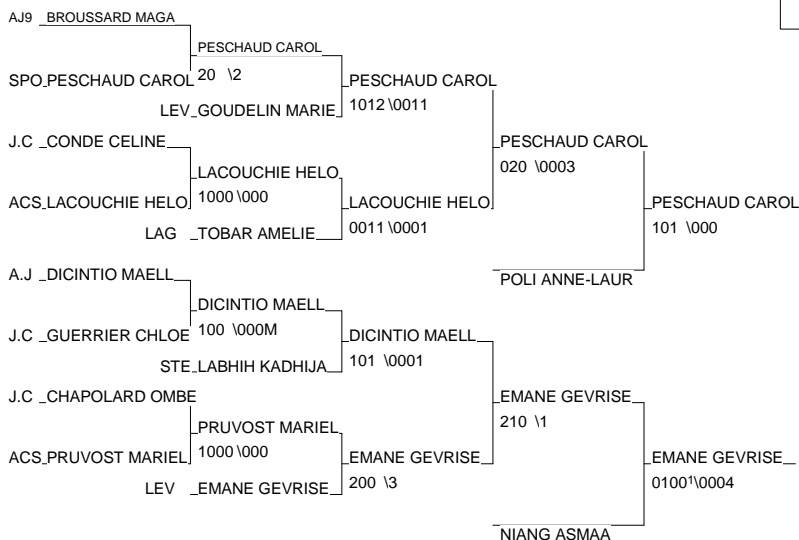 AJ9 BROUSSARD MAGA
PESCHAUD CAROL
20 \2
SPO PESCHAUD CAROL
PESCHAUD CAROL
1012 \0011
LEV GOUDELIN MARIE
J.C CONDE CELINE
PESCHAUD CAROL
020 \0003
LACOUCHIE HELO
1000 \000
ACS LACOUCHIE HELO
LACOUCHIE HELO
0011 \0001
PESCHAUD CAROL
101 \000
LAG TOBAR AMELIE
A.J DICINTIO MAELL
POLI ANNE-LAUR
DICINTIO MAELL
100 \000M
J.C GUERRIER CHLOE
DICINTIO MAELL
101 \0001
STE LABHIH KADHIJA
J.C CHAPOLARD OMBE
EMANE GEVRISE
210 \1
PRUVOST MARIEL
1000 \000
ACS PRUVOST MARIEL
EMANE GEVRISE
200 \3
EMANE GEVRISE
0100¹\0004
LEV EMANE GEVRISE
NIANG ASMAA